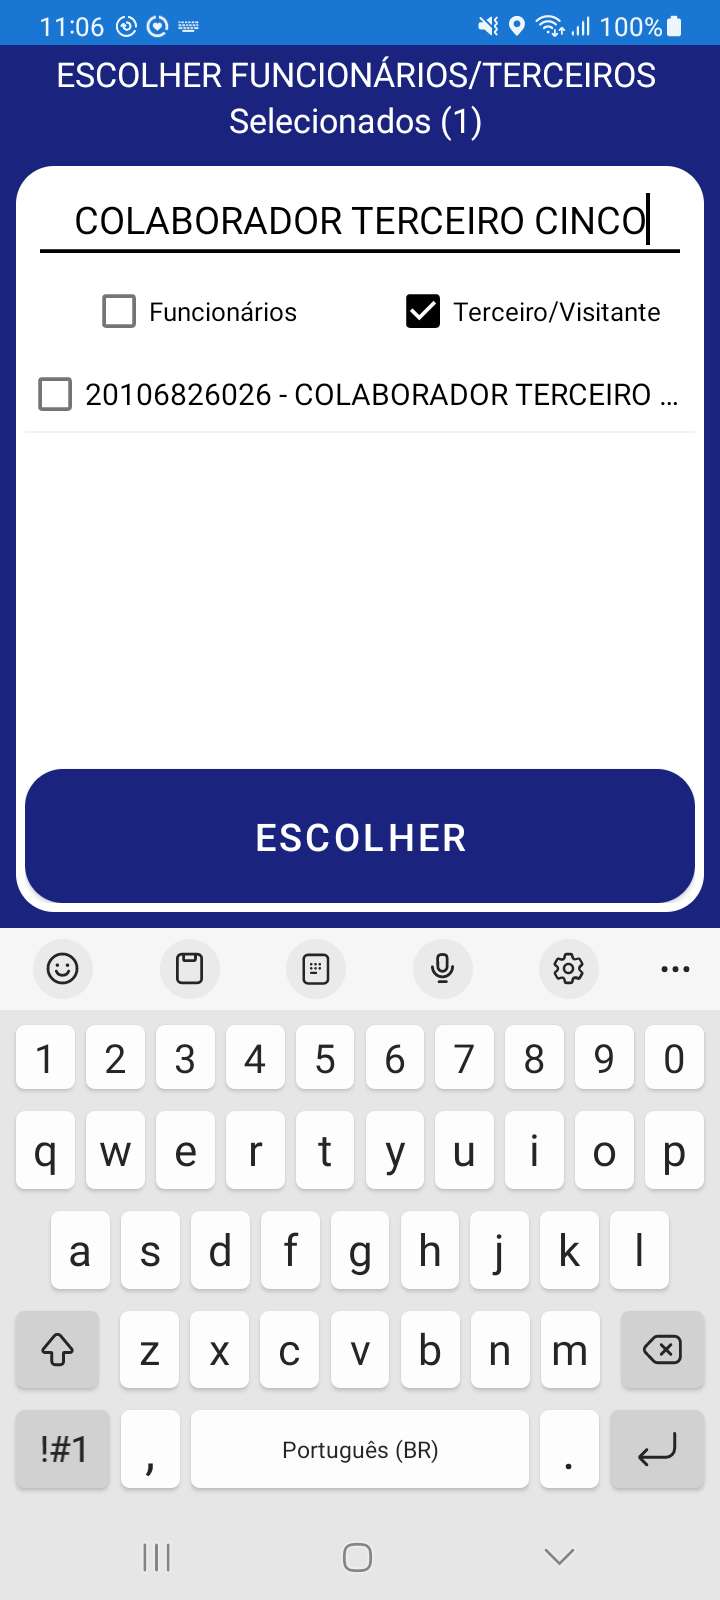 11:06 100%
ESCOLHER FUNCIONÁRIOS/TERCEIROS
Selecionados (1)
COLABORADOR TERCEIRO CINCO
Funcionários Terceiro/Visitante
20106826026 - COLABORADOR TERCEIRO ...
ESCOLHER
1 2 3 4 5 6 7 8 9 0
q w e r t y u i o p
a s d f g h j k l
z x c v b n m
!#1 , Português (BR) .